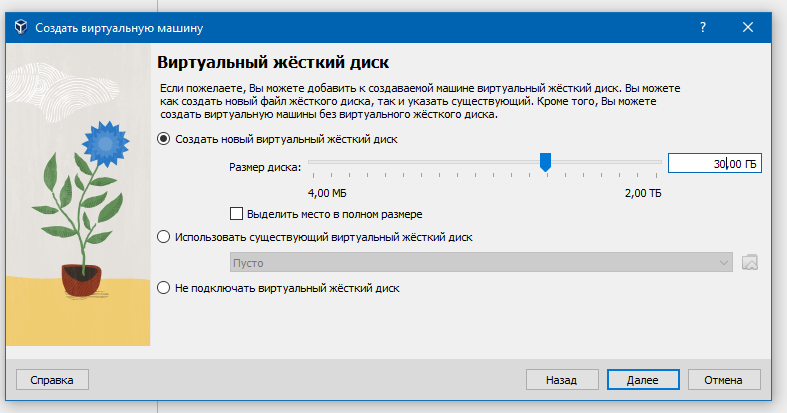 Создать виртуальную машину
Виртуальный жёсткий диск
Если пожелаете, Вы можете добавить к создаваемой машине виртуальный жёсткий диск. Вы можете
как создать новый файл жёсткого диска, так и указать существующий. Кроме того, Вы можете
создать виртуальную машины без виртуального жёсткого диска.
Создать новый виртуальный жёсткий диск
Размер диска:
30,00 ГБ
4,00 МБ
2,00 ТБ
Выделить место в полном размере
Использовать существующий виртуальный жёсткий диск
Пусто
Не подключать виртуальный жёсткий диск
Справка
Назад
Далее
Отмена